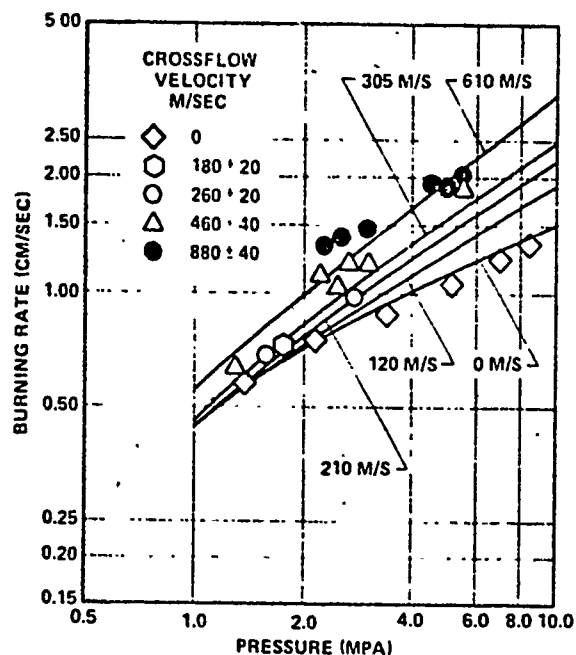 BURNING RATE (CM/SEC)
5 00
2.50
2.00
1.50
1.00
0.50
0.25
0.20
0.15
CROSSFLOW
VELOCITY
M/SEC
0
180 ± 20
260 ± 20
460 ± 40
880 ± 40
305 M/S
610 M/S
120 M/S
0 M/S
210 M/S
0.5
1.0
2.0
4.0
6.0
8.0
10.0
PRESSURE (MPA)